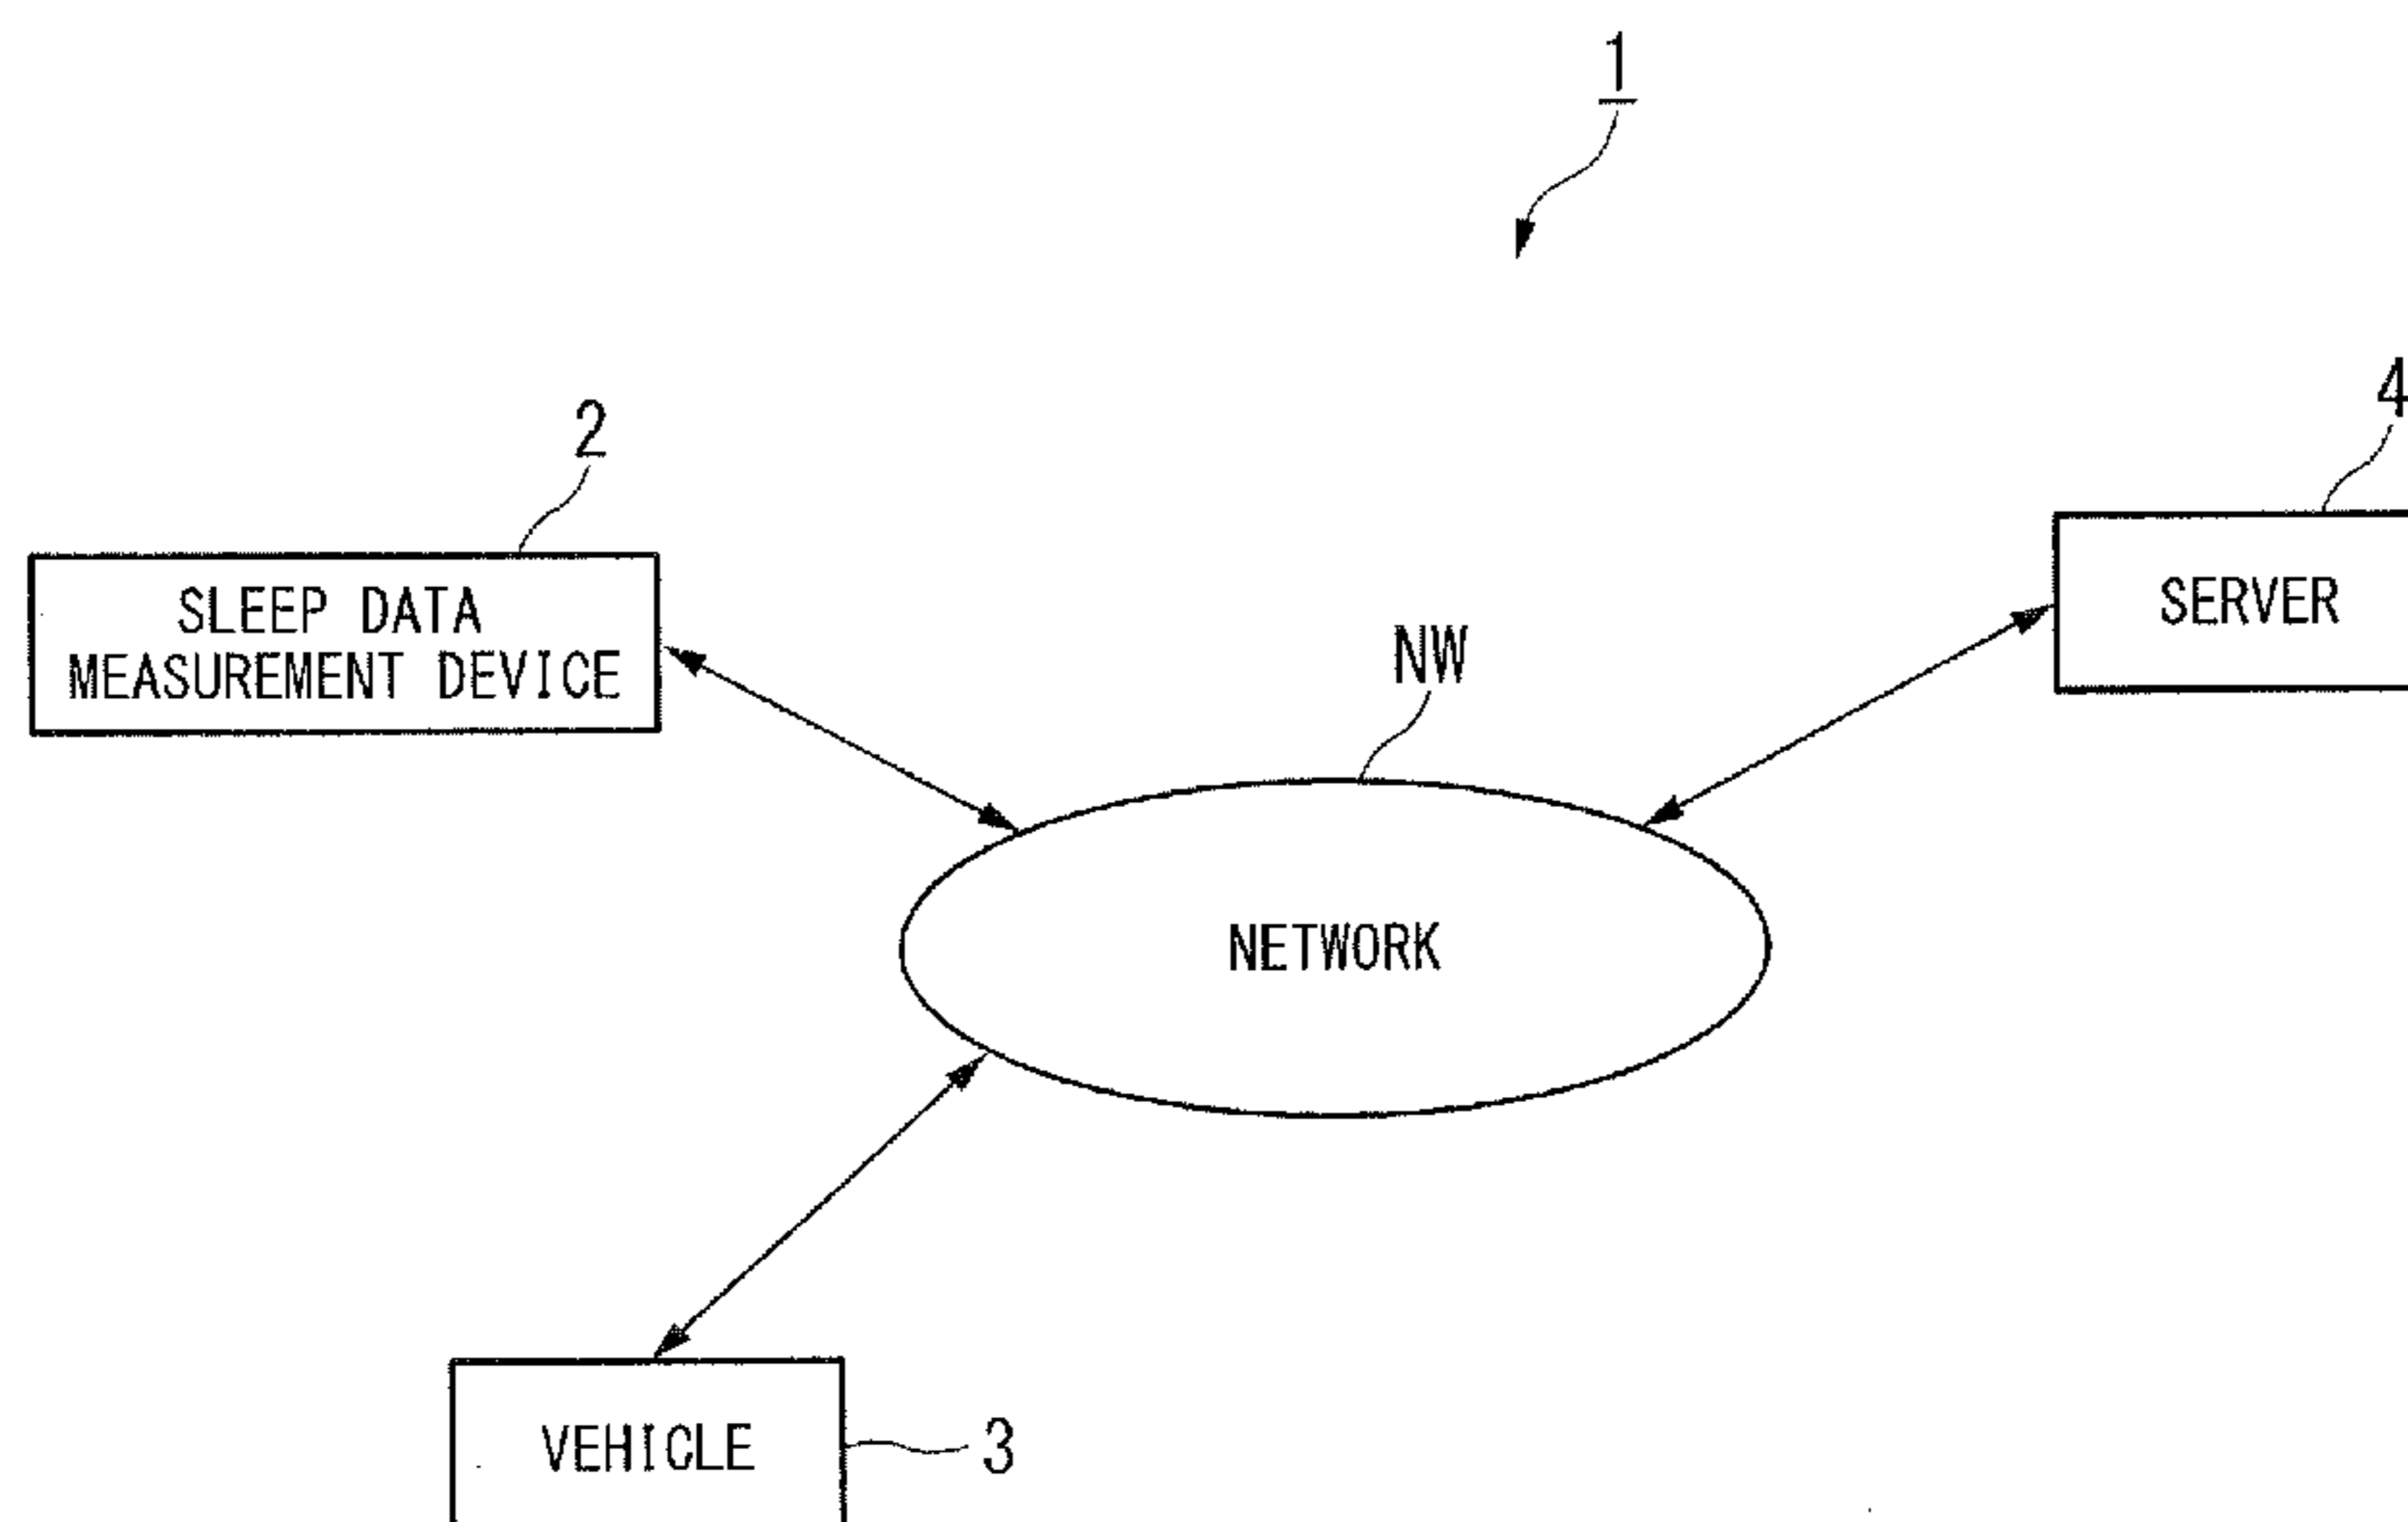 1
4
2
SLEEP DATA
MEASUREMENT DEVICE
SERVER
NW
NETWORK
VEHICLE
3